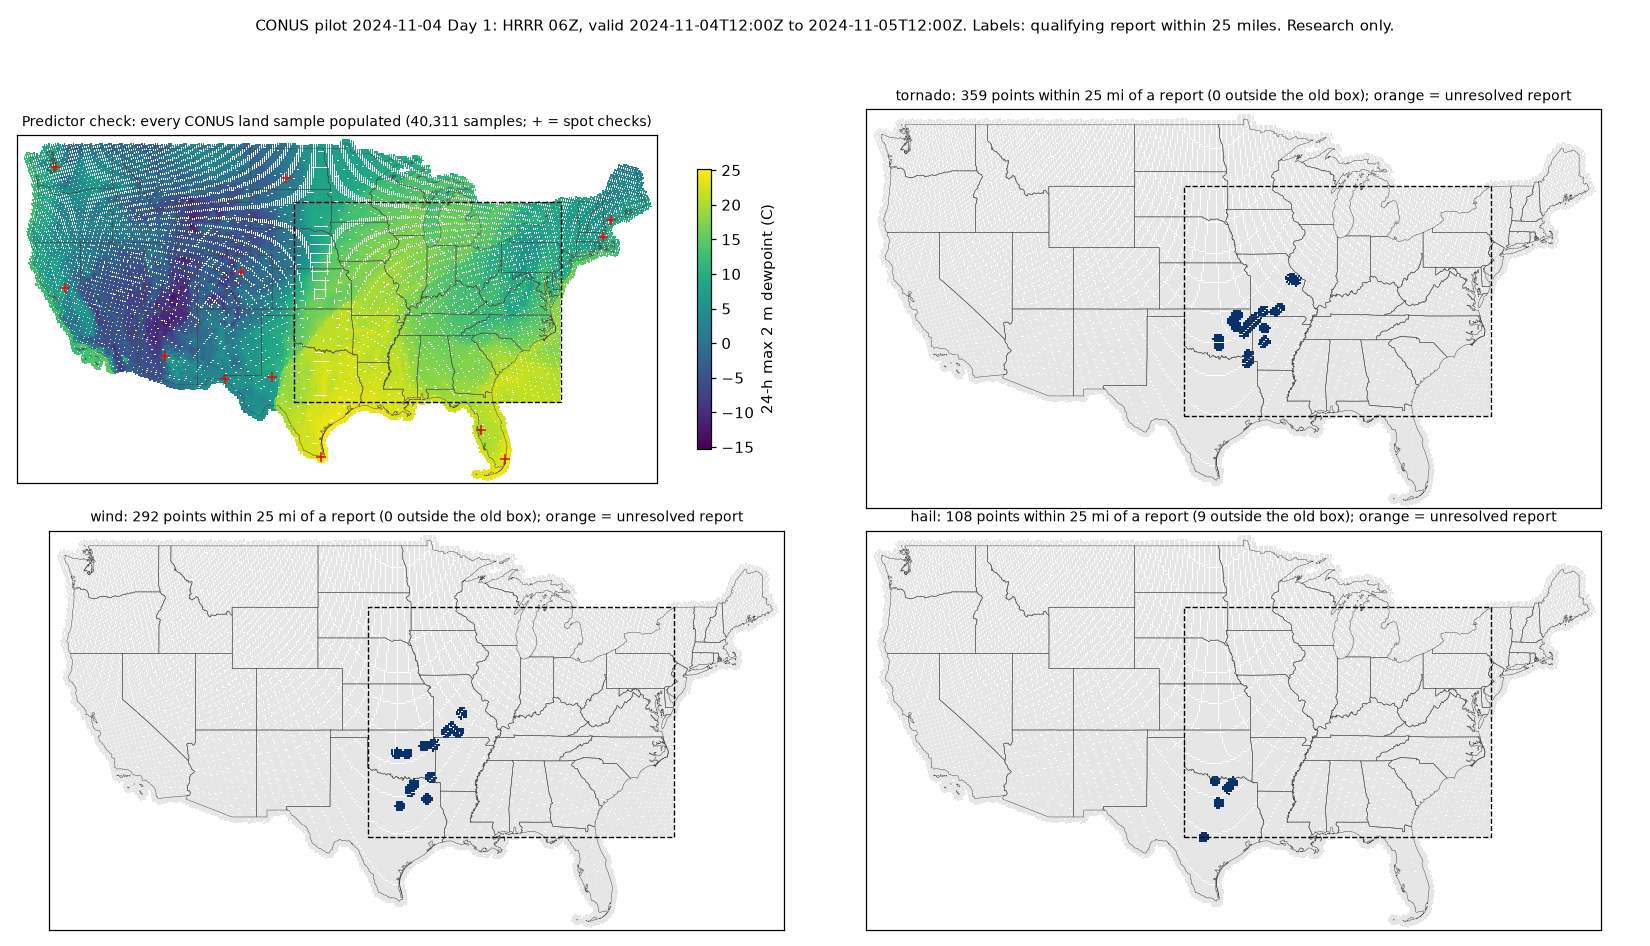 CONUS pilot 2024-11-04 Day 1: HRRR 06Z, valid 2024-11-04T12:00Z to 2024-11-05T12:00Z. Labels: qualifying report within 25 miles. Research only.
Predictor check: every CONUS land sample populated (40,311 samples; + = spot checks)
25
20
15
10
5
0
−5
−10
−15
24-h max 2 m dewpoint (C)
tornado: 359 points within 25 mi of a report (0 outside the old box); orange = unresolved report
wind: 292 points within 25 mi of a report (0 outside the old box); orange = unresolved report
hail: 108 points within 25 mi of a report (9 outside the old box); orange = unresolved report